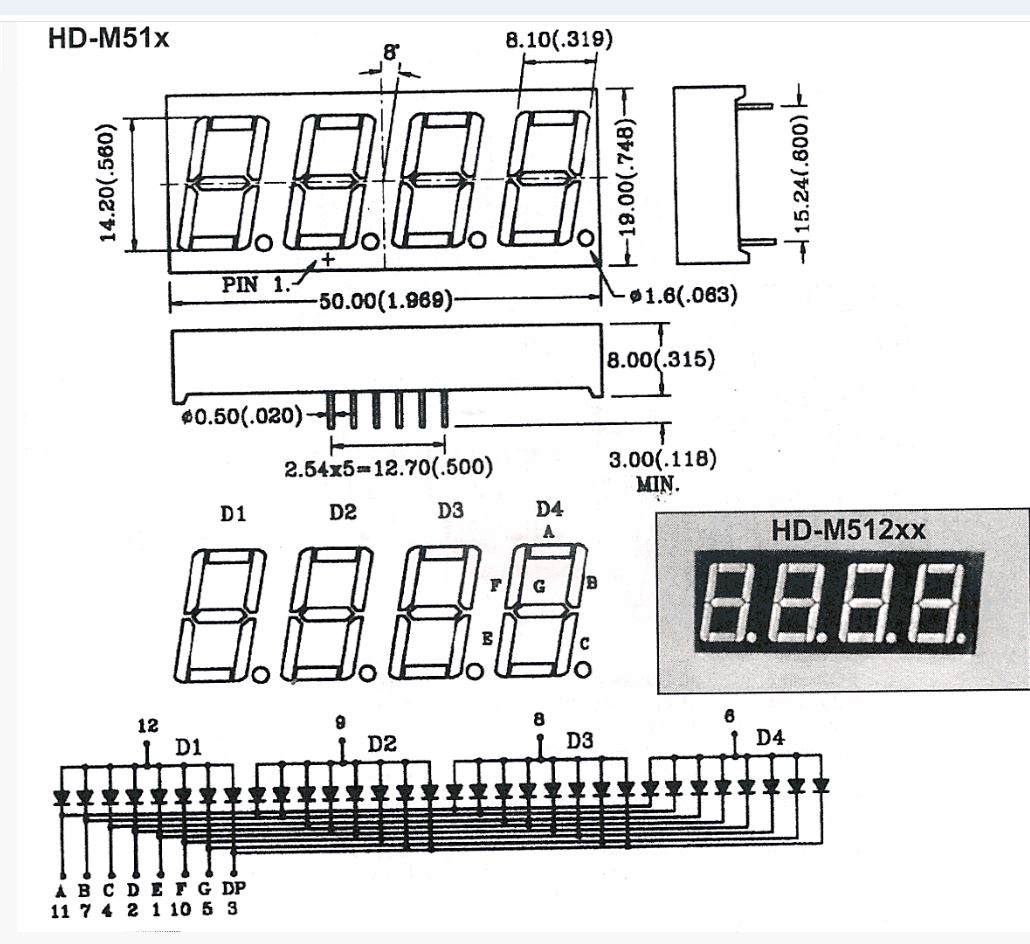 HD-M51x
8°
8.10(.319)
14.20(.560)
19.00(.748)
15.24(.600)
PIN 1.
+
50.00(1.969)
ø1.6(.063)
8.00(.315)
ø0.50(.020)
2.54x5=12.70(.500)
3.00(.118)
MIN.
D1 D2 D3 D4
A
F G B
E C
HD-M512xx
12 9 8 6
D1 D2 D3 D4
A B C D E F G DP
11 7 4 2 1 10 5 3